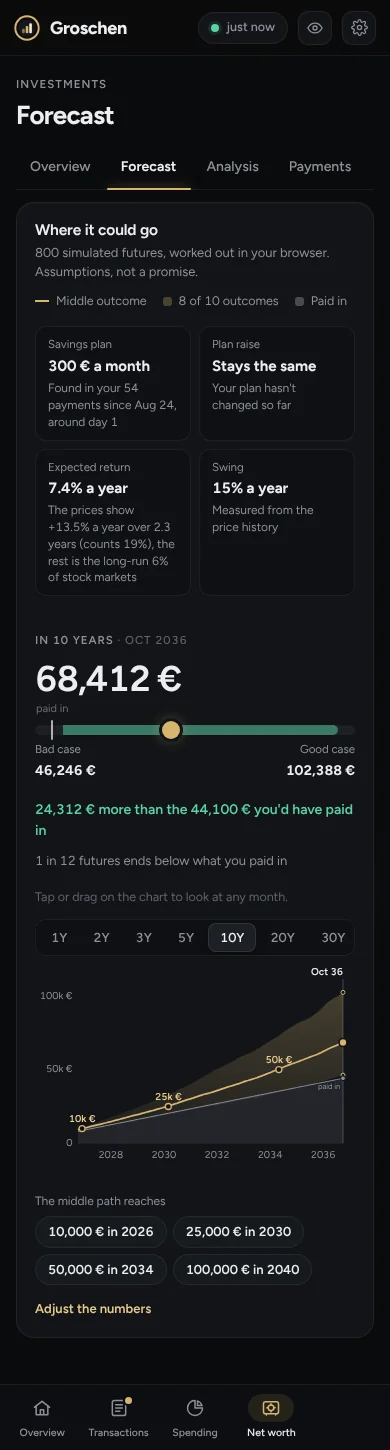 Groschen
just now
INVESTMENTS
Forecast
Overview
Forecast
Analysis
Payments
Where it could go
800 simulated futures, worked out in your browser.
Assumptions, not a promise.
Middle outcome
8 of 10 outcomes
Paid in
Savings plan
300 € a month
Found in your 54
payments since Aug 24,
around day 1
Plan raise
Stays the same
Your plan hasn't
changed so far
Expected return
7.4% a year
The prices show
+13.5% a year over 2.3
years (counts 19%), the
rest is the long-run 6%
of stock markets
Swing
15% a year
Measured from the
price history
IN 10 YEARS · OCT 2036
68,412 €
paid in
Bad case
Good case
46,246 €
102,388 €
24,312 € more than the 44,100 € you'd have paid
in
1 in 12 futures ends below what you paid in
Tap or drag on the chart to look at any month.
1Y
2Y
3Y
5Y
10Y
20Y
30Y
Oct 36
100k €
50k €
50k €
25k €
10k €
paid in
0
2028
2030
2032
2034
2036
The middle path reaches
10,000 € in 2026
25,000 € in 2030
50,000 € in 2034
100,000 € in 2040
Adjust the numbers
Overview
Transactions
Spending
Net worth